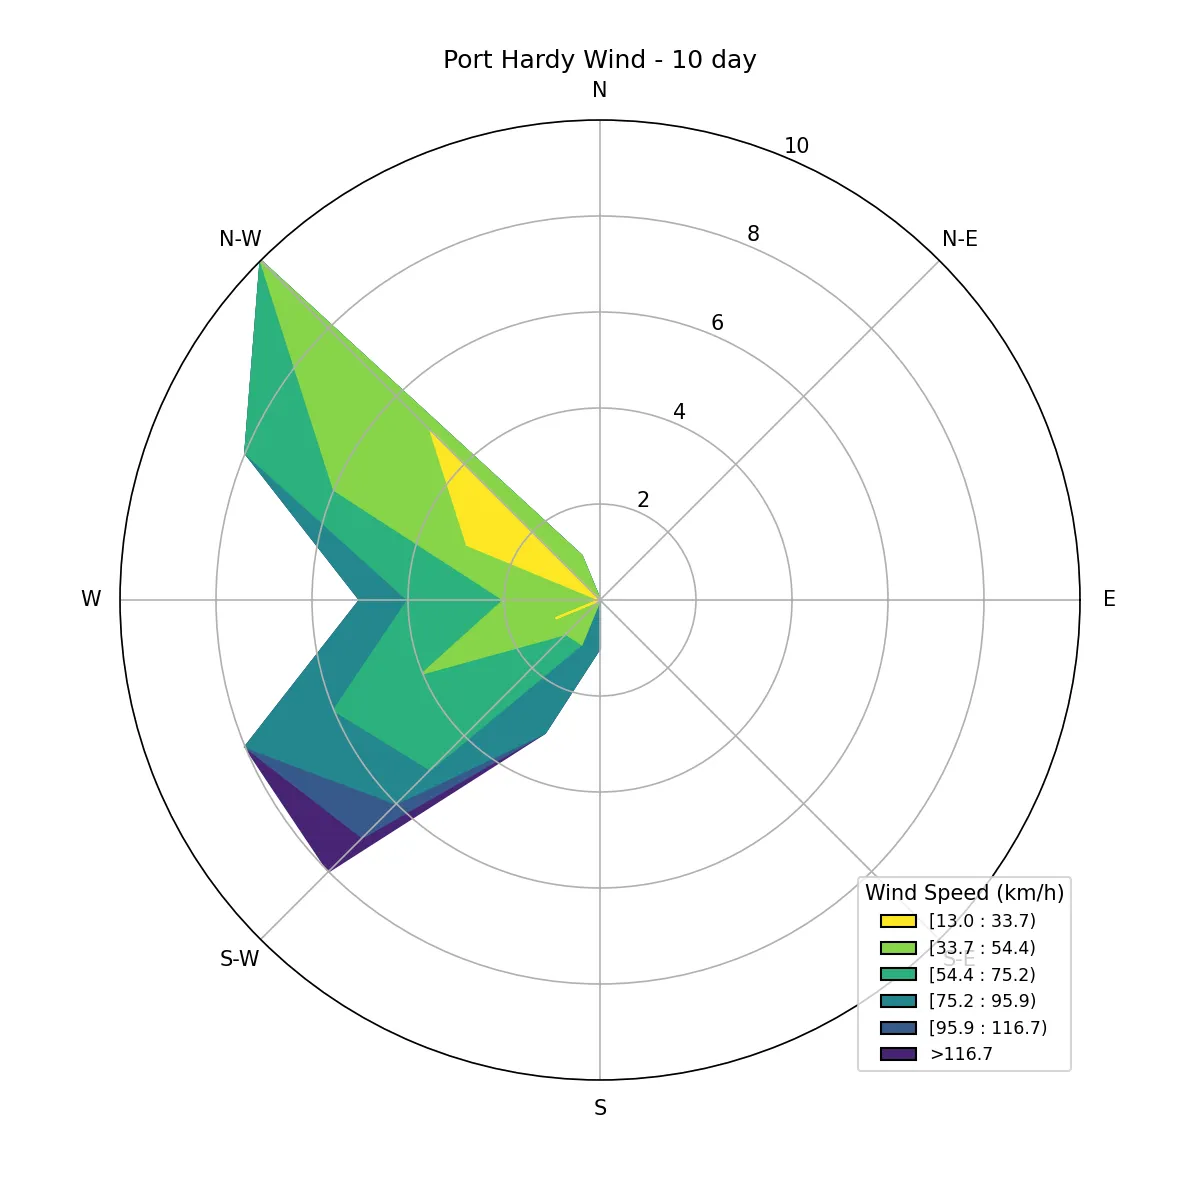 Port Hardy Wind - 10 day
N
10
N-W
8
N-E
6
4
2
W
E
Wind Speed (km/h)
[13.0 : 33.7)
[33.7 : 54.4)
S-W
S-E
[54.4 : 75.2)
[75.2 : 95.9)
[95.9 : 116.7)
>116.7
S